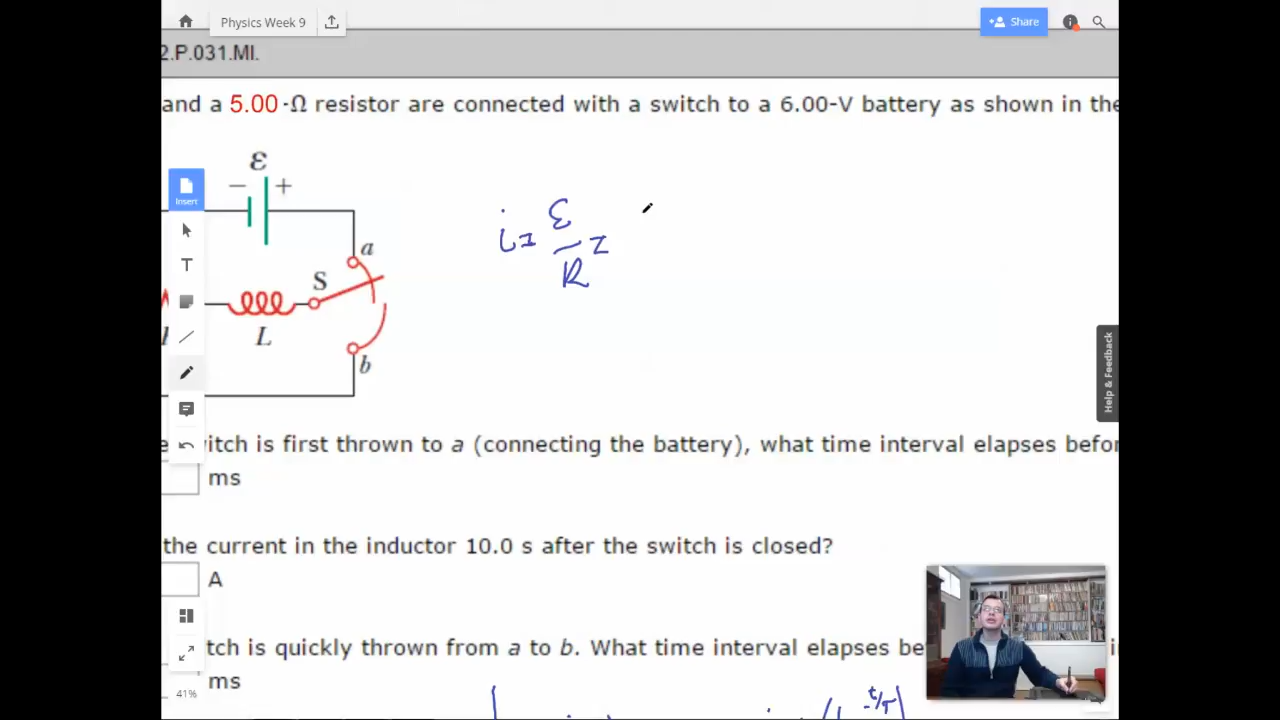 Physics Week 9
Share
2.P.031.MI.
and a 5.00-Ω resistor are connected with a switch to a 6.00-V battery as shown in the
ε
− +
Insert
a
S
L
b
i = ε/R =
T
Help & Feedback
witch is first thrown to a (connecting the battery), what time interval elapses befor
ms
the current in the inductor 10.0 s after the switch is closed?
A
tch is quickly thrown from a to b. What time interval elapses be
ms
41%